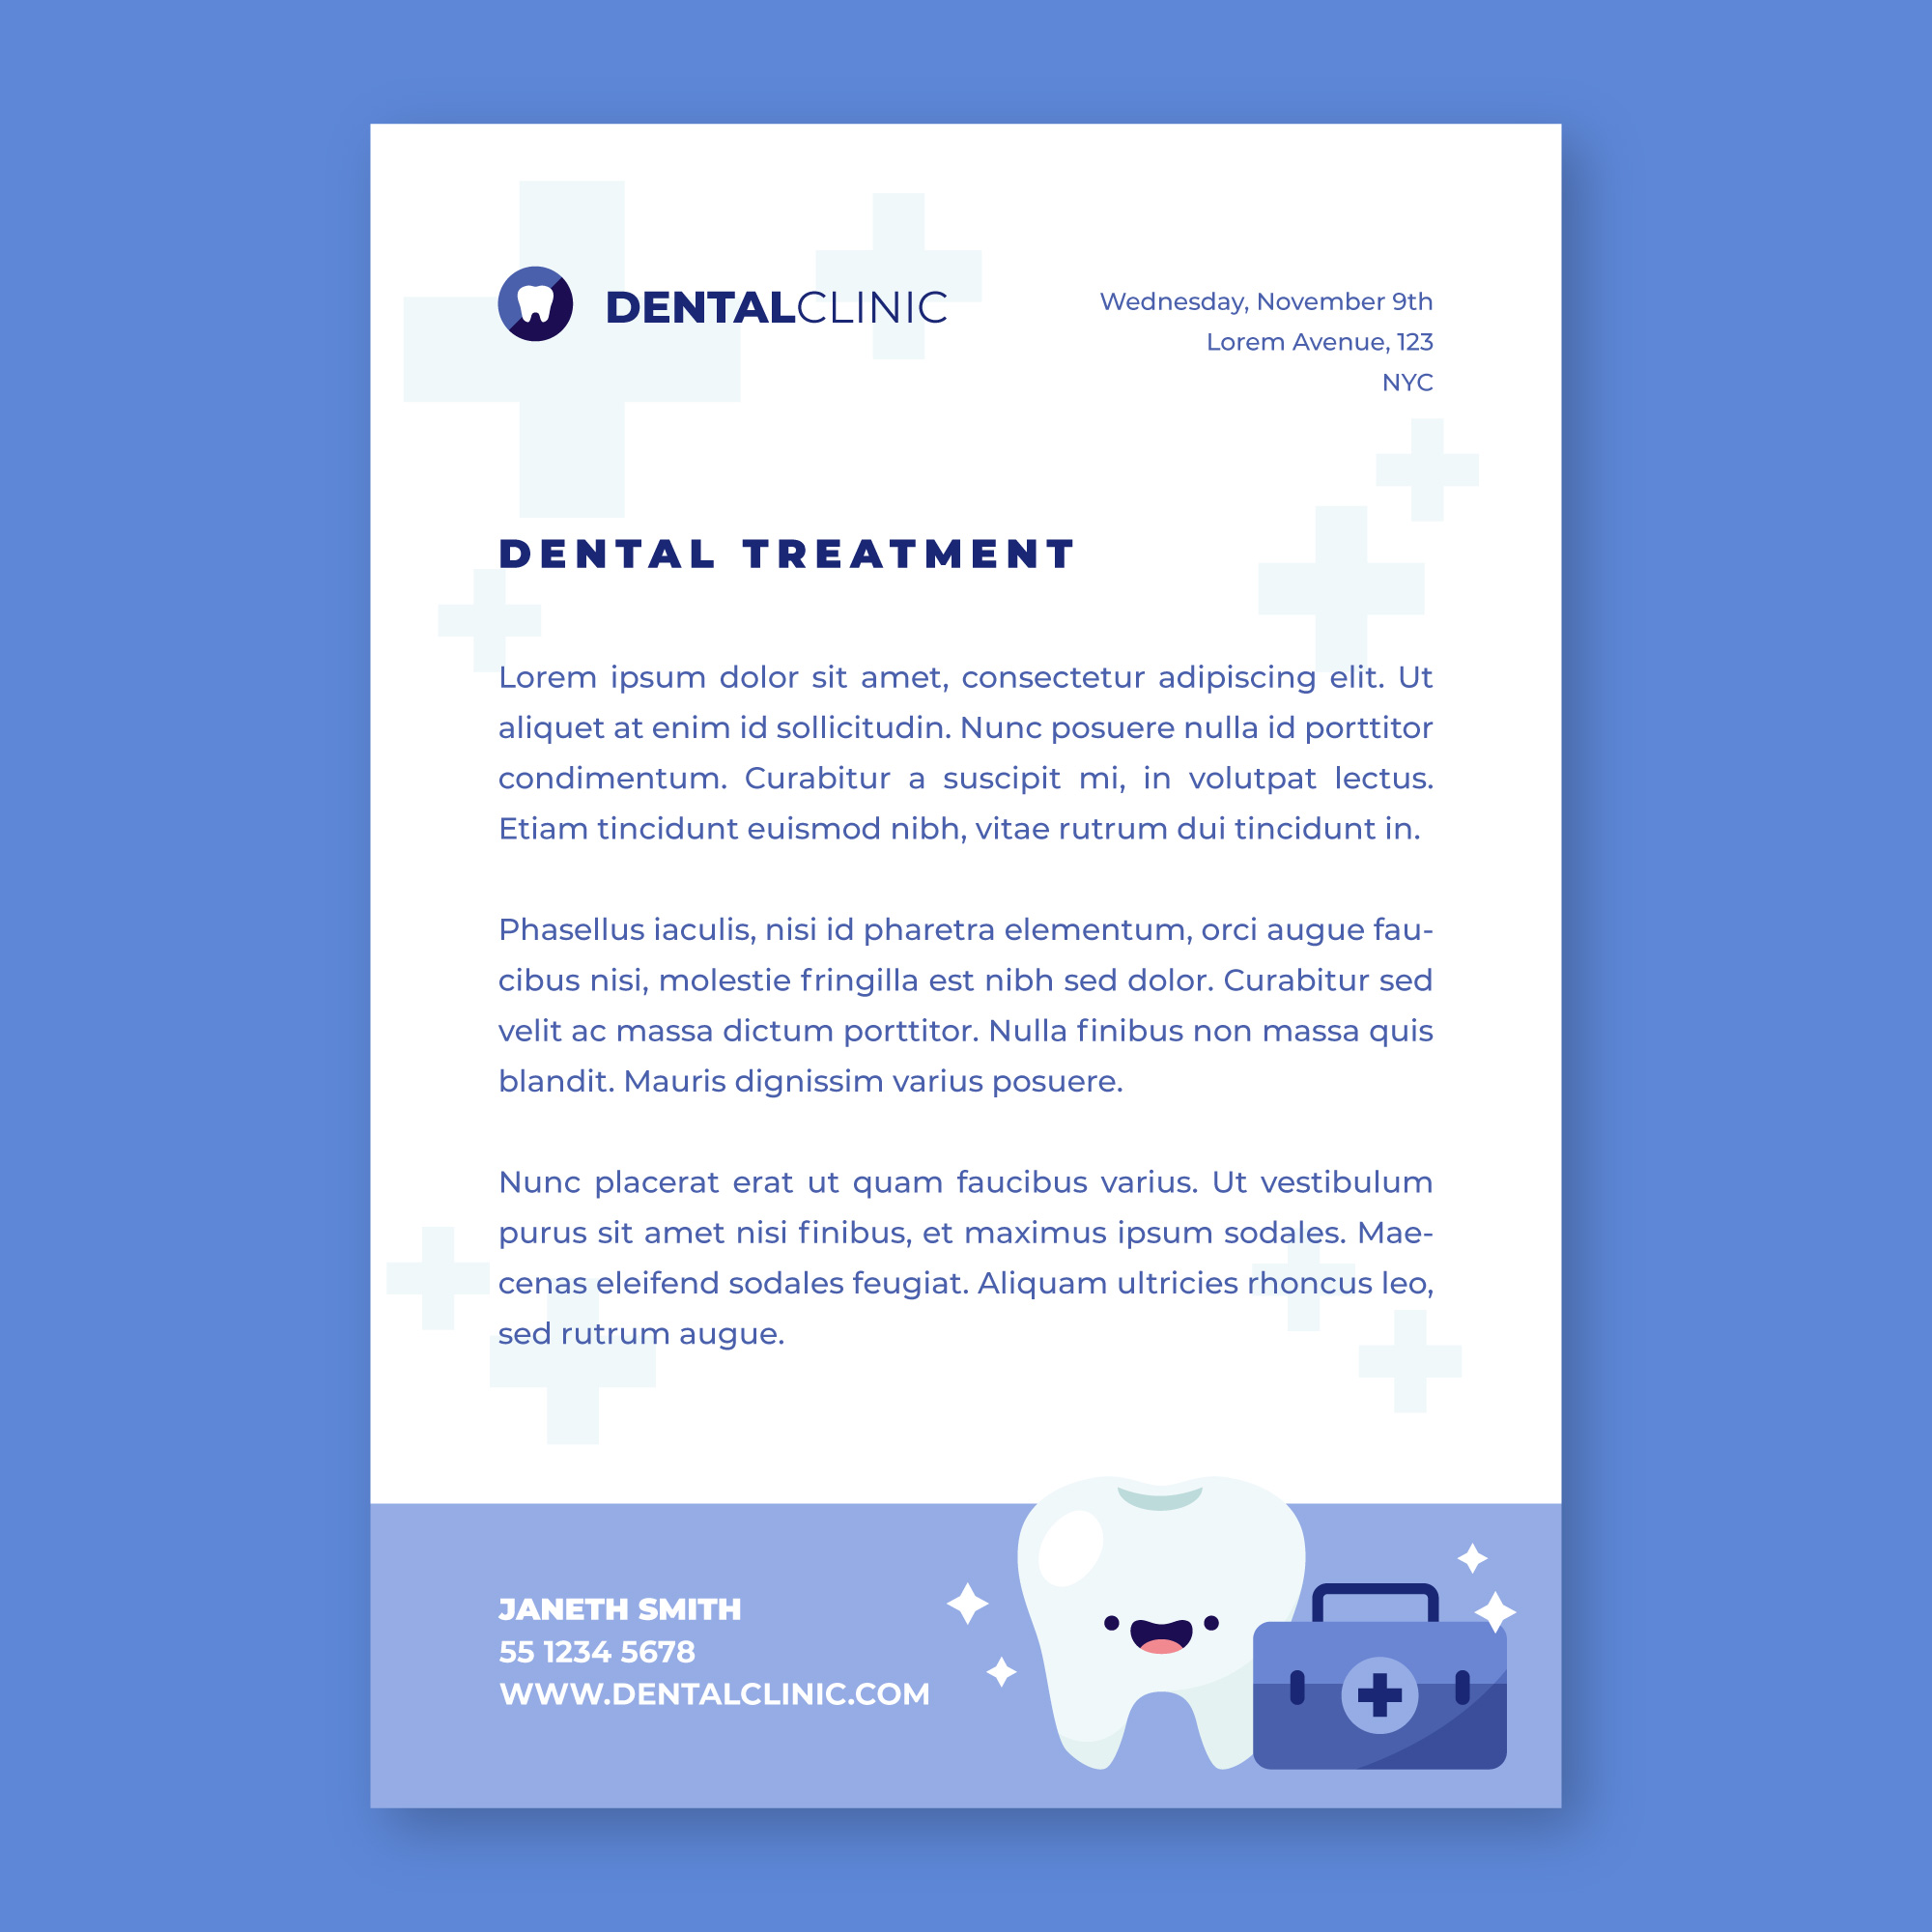 DENTALCLINIC
Wednesday, November 9th
Lorem Avenue, 123
NYC
DENTAL TREATMENT
Lorem ipsum dolor sit amet, consectetur adipiscing elit. Ut
aliquet at enim id sollicitudin. Nunc posuere nulla id porttitor
condimentum. Curabitur a suscipit mi, in volutpat lectus.
Etiam tincidunt euismod nibh, vitae rutrum dui tincidunt in.
Phasellus iaculis, nisi id pharetra elementum, orci augue fau-
cibus nisi, molestie fringilla est nibh sed dolor. Curabitur sed
velit ac massa dictum porttitor. Nulla finibus non massa quis
blandit. Mauris dignissim varius posuere.
Nunc placerat erat ut quam faucibus varius. Ut vestibulum
purus sit amet nisi finibus, et maximus ipsum sodales. Mae-
cenas eleifend sodales feugiat. Aliquam ultricies rhoncus leo,
sed rutrum augue.
JANETH SMITH
55 1234 5678
WWW.DENTALCLINIC.COM